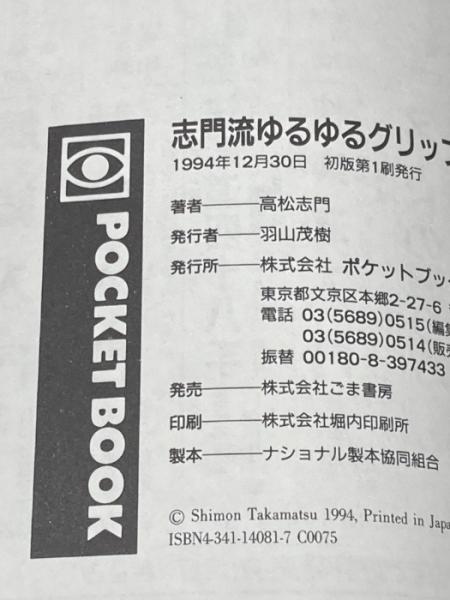 志門流ゆるゆるグリップ
1994年12月30日 初版第1刷発行
著者――高松志門
発行者――羽山茂樹
発行所――株式会社 ポケットブック
東京都文京区本郷2-27-6
電話 03(5689)0515(編集
03(5689)0514(販売
振替 00180-8-397433
発売――株式会社ごま書房
印刷――株式会社堀内印刷所
製本――ナショナル製本協同組合
© Shimon Takamatsu 1994, Printed in Japa
ISBN4-341-14081-7 C0075
POCKET BOOK